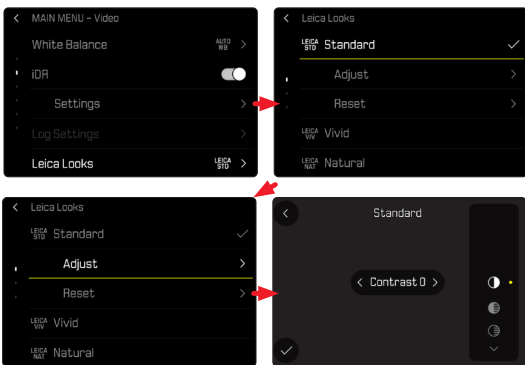 MAIN MENU – Video
White Balance AUTO WB
iDR
Settings
Log Settings
Leica Looks LEICA STD
Leica Looks
LEICA STD Standard
Adjust
Reset
LEICA VIV Vivid
LEICA NAT Natural
Leica Looks
LEICA STD Standard
Adjust
Reset
LEICA VIV Vivid
LEICA NAT Natural
Standard
Contrast 0